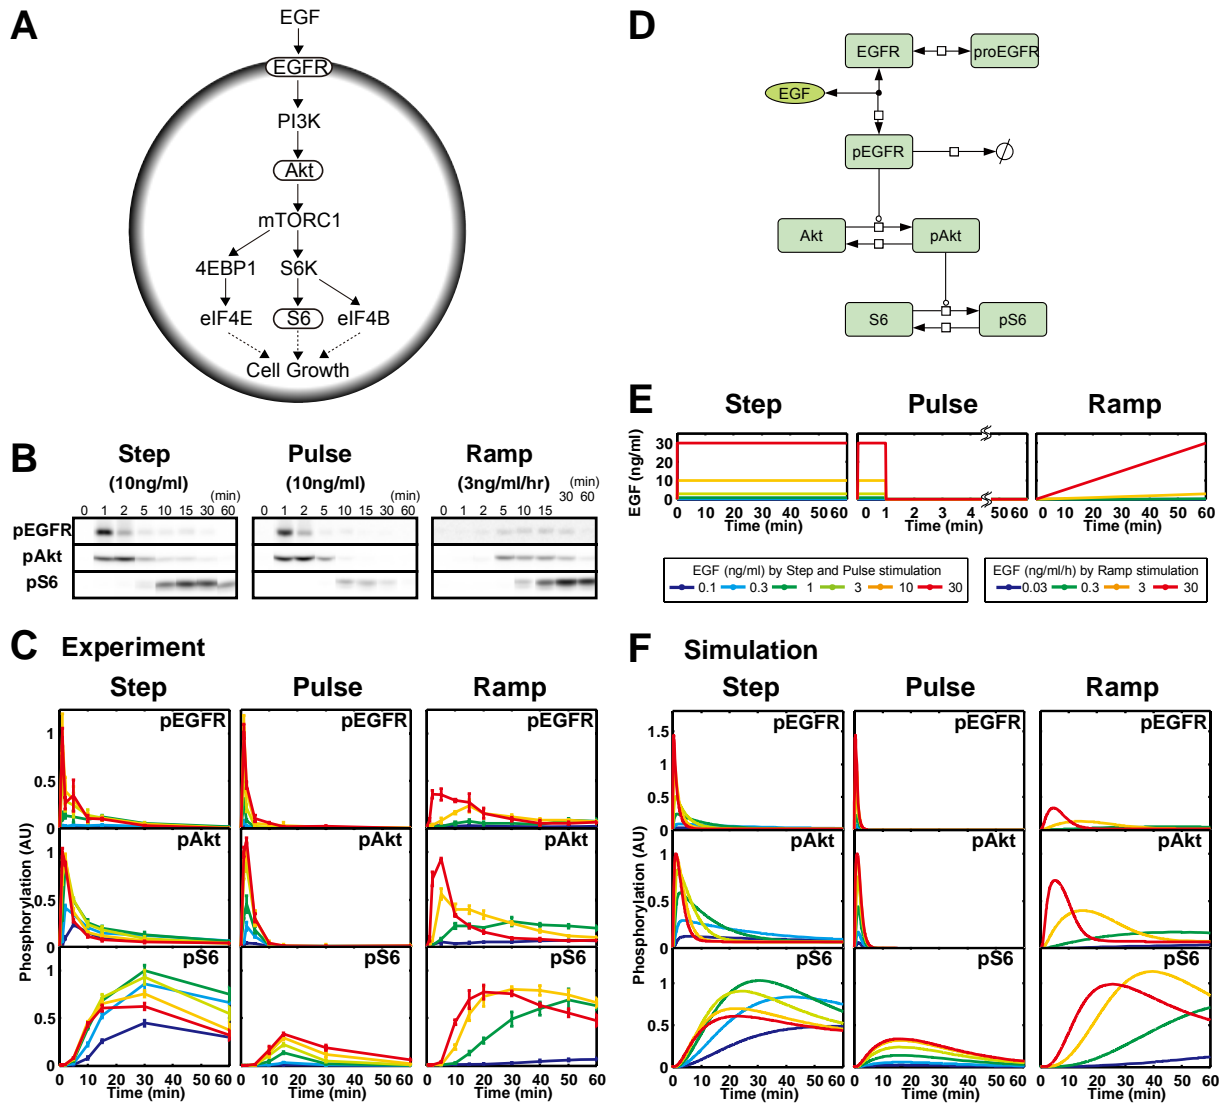 A
EGF
EGFR
PI3K
Akt
mTORC1
4EBP1 S6K
eIF4E S6 eIF4B
Cell Growth
B
Step Pulse Ramp
(10ng/ml) (10ng/ml) (3ng/ml/hr)
0 1 2 5 10 15 30 60 (min)
0 1 2 5 10 15 30 60 (min)
0 1 2 5 10 15 30 60 (min)
pEGFR
pAkt
pS6
C Experiment
Step Pulse Ramp
Phosphorylation (AU)
pEGFR pEGFR pEGFR
1
0.5
0
pAkt pAkt pAkt
1
0.5
0
pS6 pS6 pS6
1
0.5
0
0 10 20 30 50 60 0 10 20 30 50 60 0 10 20 30 40 50 60
Time (min) Time (min) Time (min)
D
EGFR proEGFR
EGF
pEGFR
Akt pAkt
S6 pS6
E
Step Pulse Ramp
EGF (ng/ml)
30
20
10
0
0 10 20 30 40 50 60 0 1 2 3 4 50 60 0 10 20 30 40 50 60
Time (min) Time (min) Time (min)
EGF (ng/ml) by Step and Pulse stimulation
0.1 0.3 1 3 10 30
EGF (ng/ml/h) by Ramp stimulation
0.03 0.3 3 30
F Simulation
Step Pulse Ramp
Phosphorylation (AU)
pEGFR pEGFR pEGFR
1.5
1
0.5
0
pAkt pAkt pAkt
1
0.5
0
pS6 pS6 pS6
1
0.5
0
0 10 20 30 40 50 60 0 10 20 30 40 50 60 0 10 20 30 40 50 60
Time (min) Time (min) Time (min)